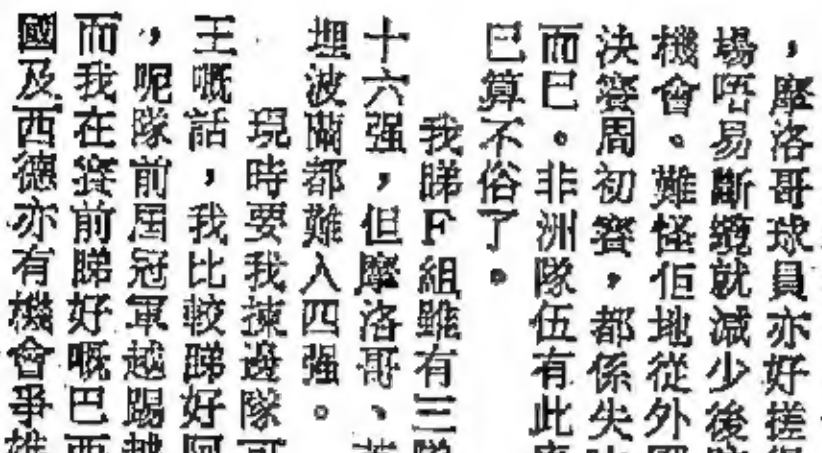 ，摩洛哥球員亦好搓
場唔易斷纜就減少後
機會。難怪佢地從外
決賽周初賽，都係失
而巳。非洲隊伍有此
巳算不俗了。
我睇F組雖有三
十六强，但摩洛哥、
埋波蘭都難入四强。
現時要我揀邊隊
王嘅話，我比較睇好
，呢隊前屆冠軍越踢
而我在賽前睇好嘅巴西
國及西德亦有機會爭